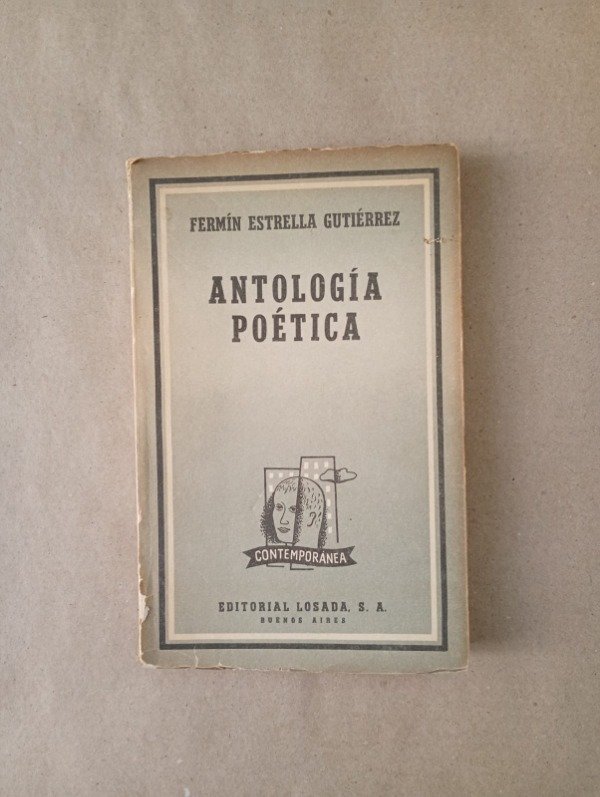 FERMÍN ESTRELLA GUTIÉRREZ
ANTOLOGÍA
POÉTICA
CONTEMPORÁNEA
EDITORIAL LOSADA, S. A.
BUENOS AIRES